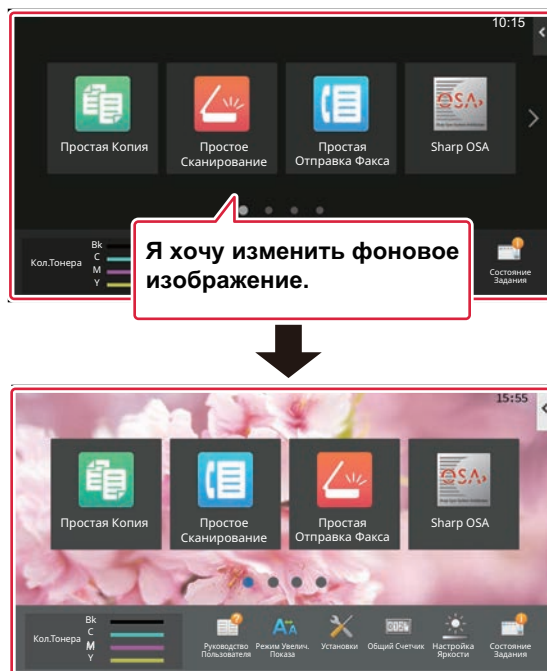 10:15
Простая Копия
Простое
Сканирование
Простая
Отправка Факса
OSA
Sharp OSA
Кол.Тонера
Bk
C
M
Y
Я хочу изменить фоновое
изображение.
Состояние
Задания
15:55
Простая Копия
Простое
Сканирование
Простая
Отправка Факса
OSA
Sharp OSA
Кол.Тонера
Bk
C
M
Y
Руководство
Пользователя
Режим Увелич.
Показа
Установки
Общий Счетчик
Настройка
Яркости
Состояние
Задания